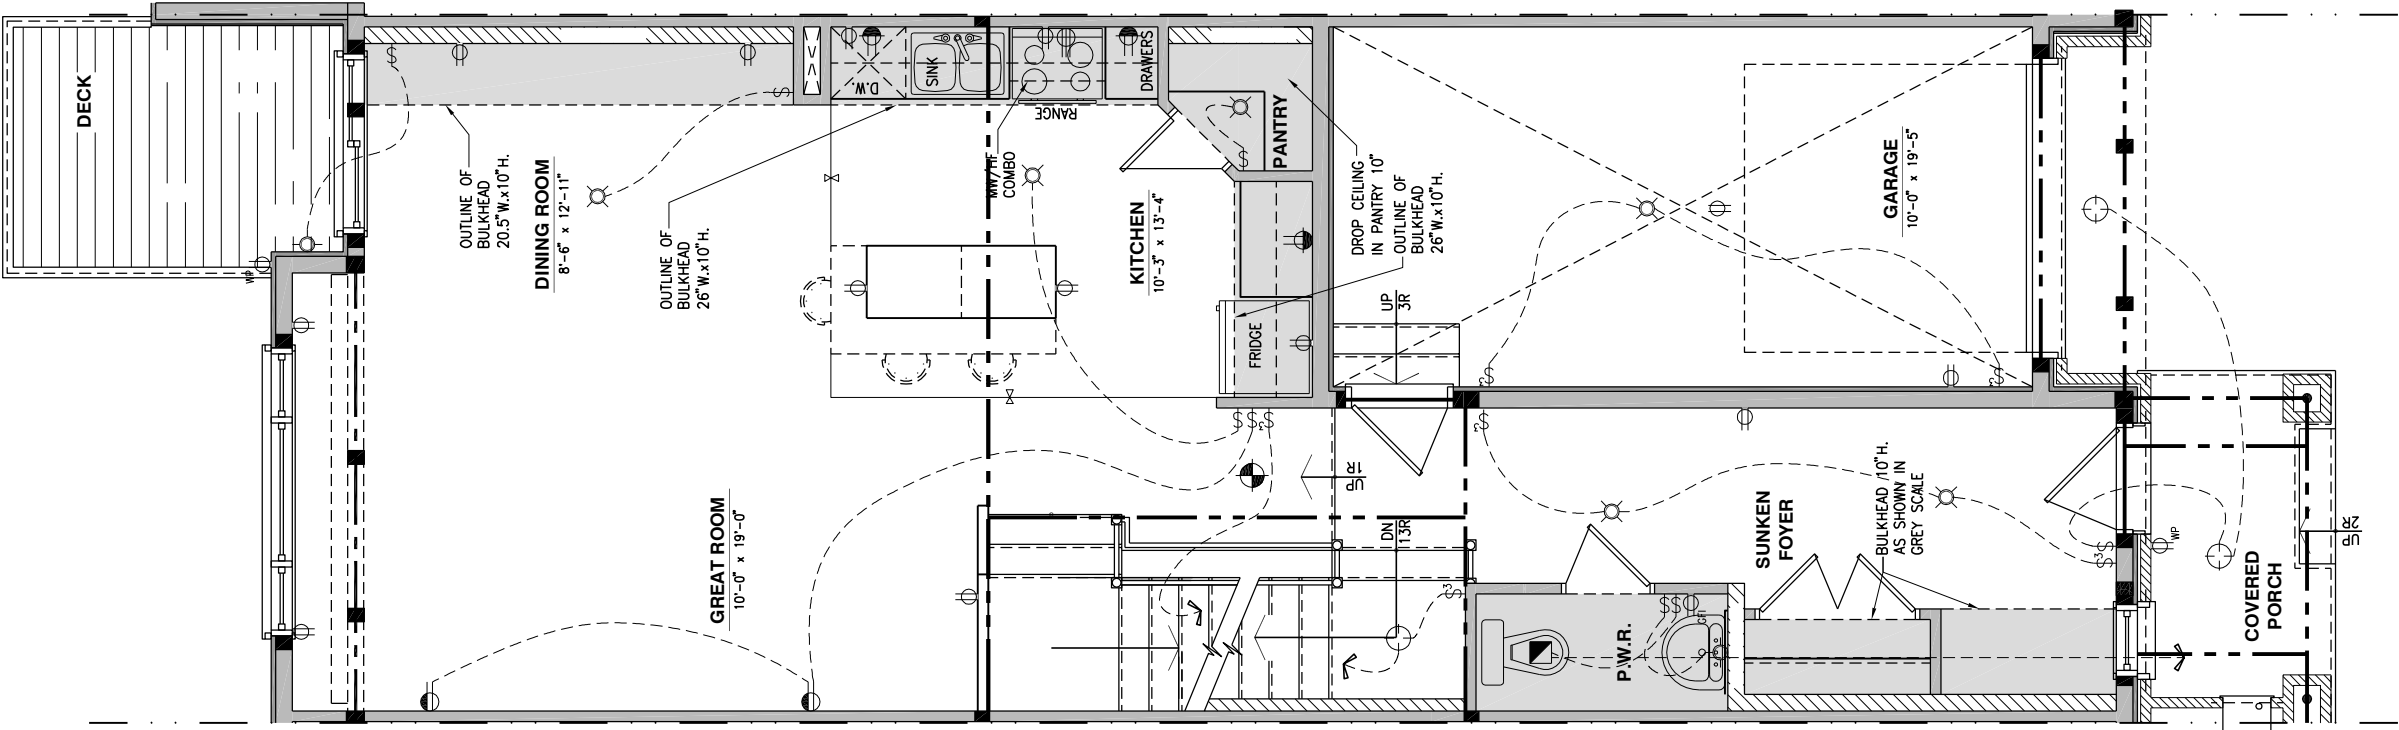 DECK
OUTLINE OF
BULKHEAD
20.5"W.x10"H.
DINING ROOM
8'-6" x 12'-11"
OUTLINE OF
BULKHEAD
26"W.x10"H.
GREAT ROOM
10'-0" x 19'-0"
D.W.
SINK
RANGE
DRAWERS
MW/HF
COMBO
KITCHEN
10'-3" x 13'-4"
PANTRY
FRIDGE
DROP CEILING
IN PANTRY 10"
OUTLINE OF
BULKHEAD
26"W.x10"H.
UP
3R
GARAGE
10'-0" x 19'-5"
UP
1R
DN
13R
P.W.R.
GFI
SUNKEN
FOYER
BULKHEAD /10"H.
AS SHOWN IN
GREY SCALE
COVERED
PORCH
UP
2R
WP
WP